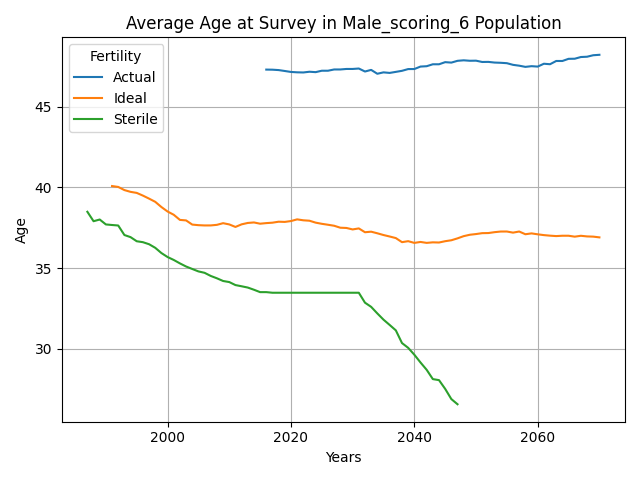 Average Age at Survey in Male_scoring_6 Population
Fertility
Actual
Ideal
Sterile
45
40
35
30
Age
2000
2020
2040
2060
Years